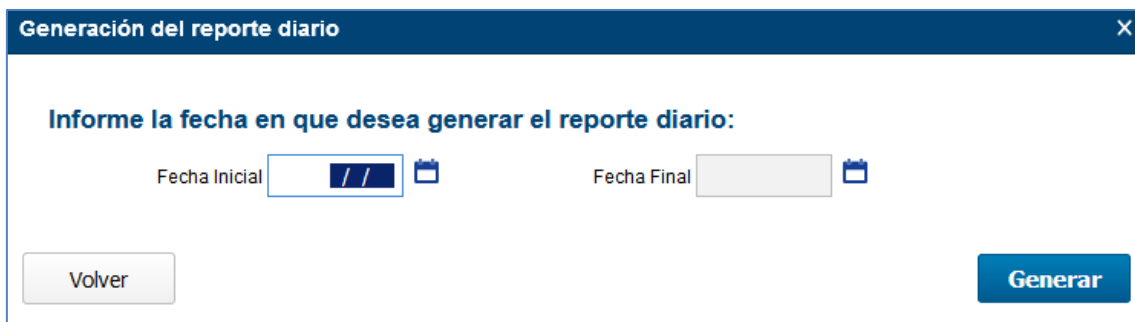 Generación del reporte diario
Informe la fecha en que desea generar el reporte diario:
Fecha Inicial / / Fecha Final
Volver Generar